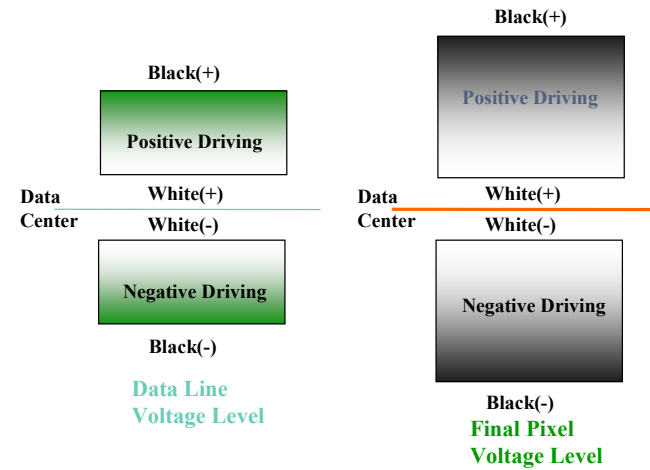 Black(+)
Positive Driving
Data
Center
White(+)
White(-)
Negative Driving
Black(-)
Data Line
Voltage Level
Black(+)
Positive Driving
Data
Center
White(+)
White(-)
Negative Driving
Black(-)
Final Pixel
Voltage Level